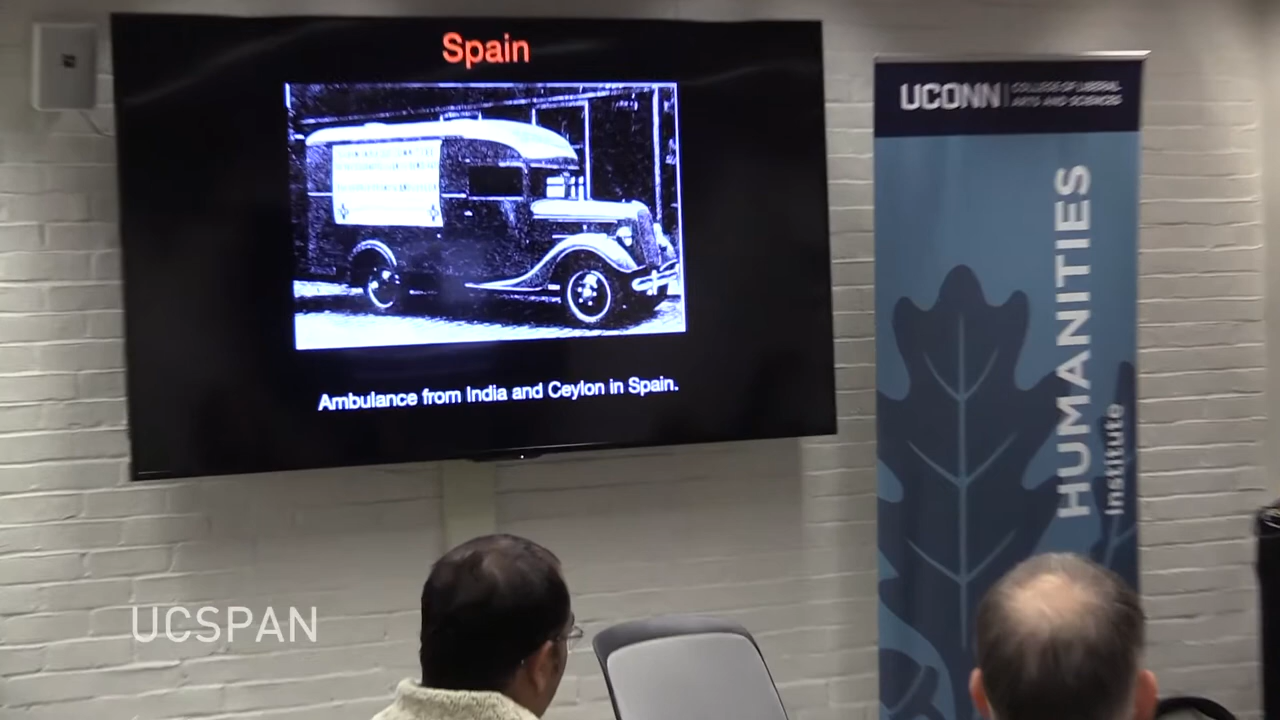 Spain
Ambulance from India and Ceylon in Spain.
UCONN
COLLEGE OF LIBERAL
ARTS AND SCIENCES
HUMANITIES
Institute
UCSPAN